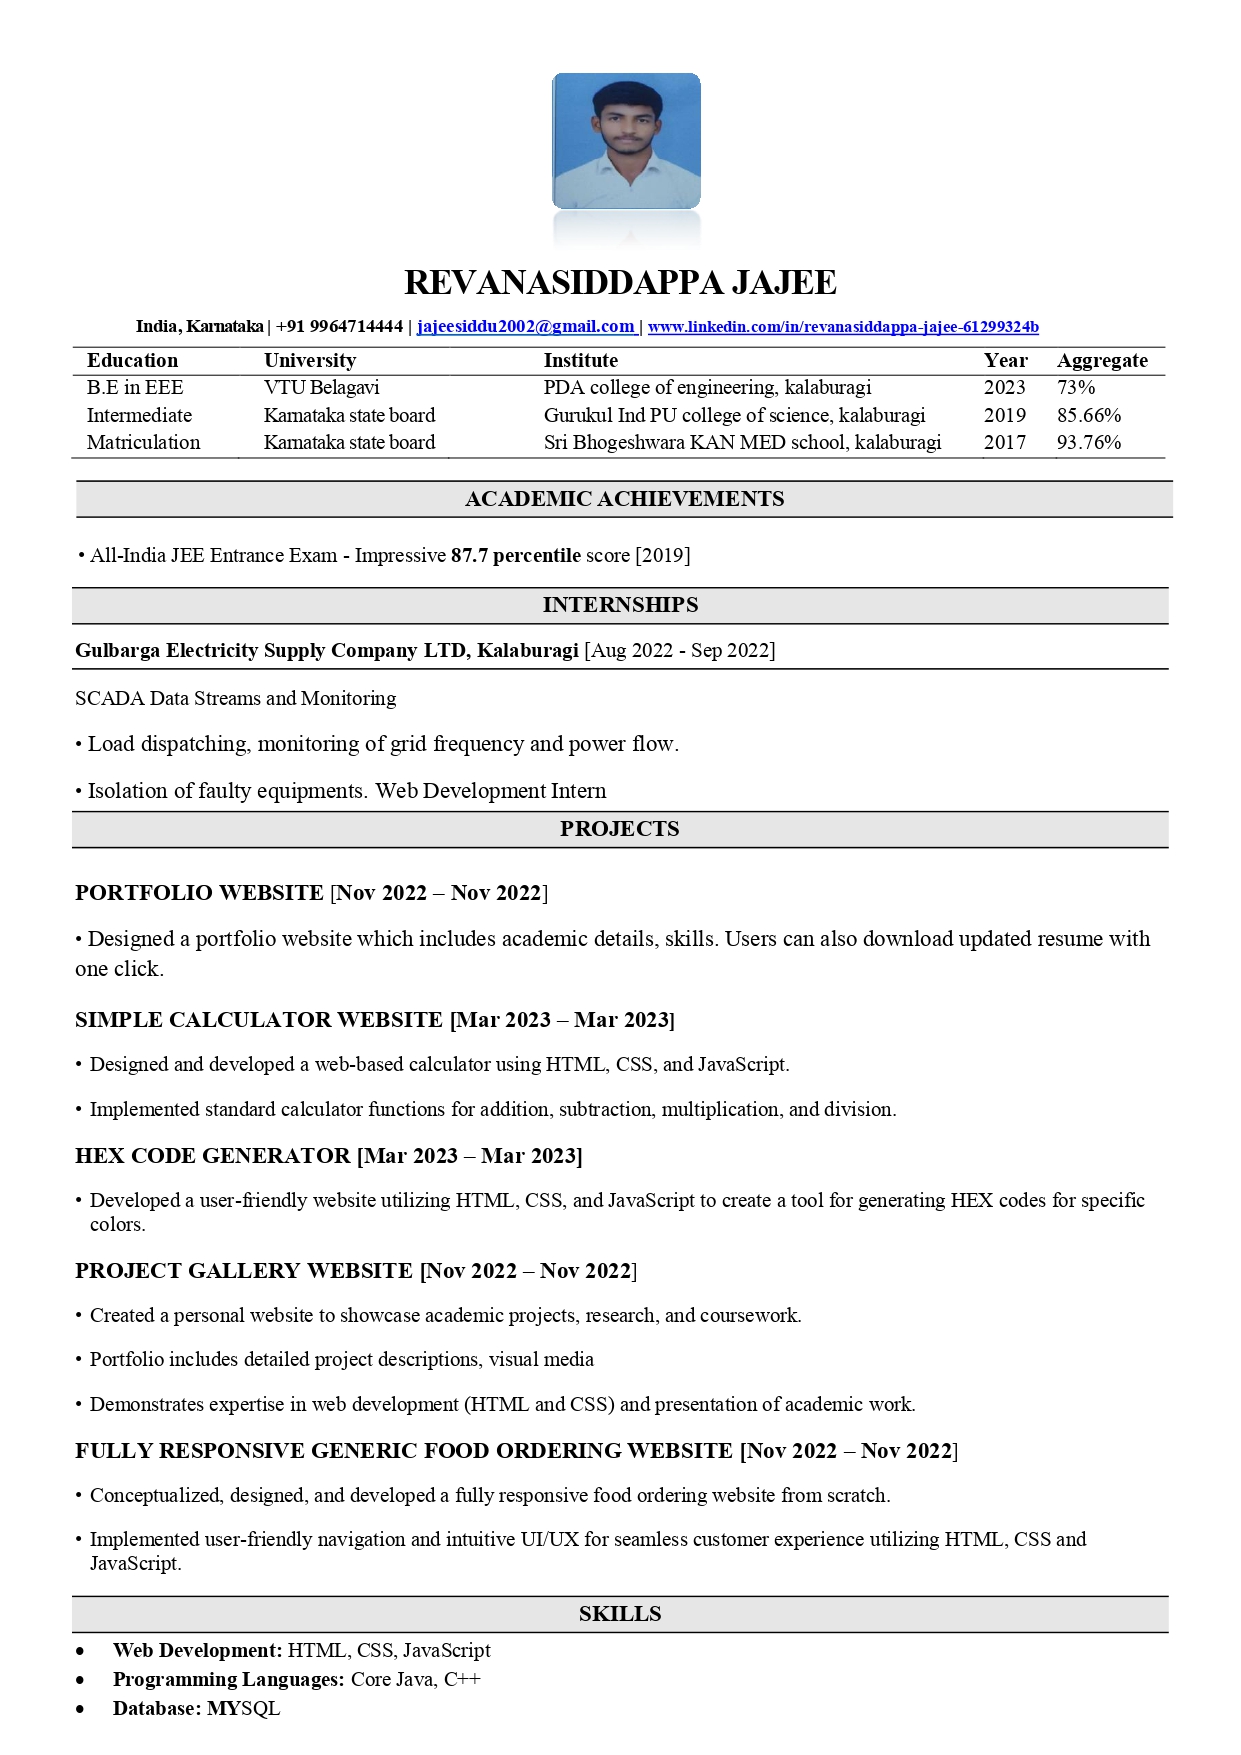 REVANASIDDAPPA JAJEE
India, Karnataka | +91 9964714444 | jajeesiddu2002@gmail.com | www.linkedin.com/in/revanasiddappa-jajee-61299324b
Education University Institute Year Aggregate
B.E in EEE VTU Belagavi PDA college of engineering, kalaburagi 2023 73%
Intermediate Karnataka state board Gurukul Ind PU college of science, kalaburagi 2019 85.66%
Matriculation Karnataka state board Sri Bhogeshwara KAN MED school, kalaburagi 2017 93.76%
ACADEMIC ACHIEVEMENTS
• All-India JEE Entrance Exam - Impressive 87.7 percentile score [2019]
INTERNSHIPS
Gulbarga Electricity Supply Company LTD, Kalaburagi [Aug 2022 - Sep 2022]
SCADA Data Streams and Monitoring
• Load dispatching, monitoring of grid frequency and power flow.
• Isolation of faulty equipments. Web Development Intern
PROJECTS
PORTFOLIO WEBSITE [Nov 2022 – Nov 2022]
• Designed a portfolio website which includes academic details, skills. Users can also download updated resume with
one click.
SIMPLE CALCULATOR WEBSITE [Mar 2023 – Mar 2023]
• Designed and developed a web-based calculator using HTML, CSS, and JavaScript.
• Implemented standard calculator functions for addition, subtraction, multiplication, and division.
HEX CODE GENERATOR [Mar 2023 – Mar 2023]
• Developed a user-friendly website utilizing HTML, CSS, and JavaScript to create a tool for generating HEX codes for specific
colors.
PROJECT GALLERY WEBSITE [Nov 2022 – Nov 2022]
• Created a personal website to showcase academic projects, research, and coursework.
• Portfolio includes detailed project descriptions, visual media
• Demonstrates expertise in web development (HTML and CSS) and presentation of academic work.
FULLY RESPONSIVE GENERIC FOOD ORDERING WEBSITE [Nov 2022 – Nov 2022]
• Conceptualized, designed, and developed a fully responsive food ordering website from scratch.
• Implemented user-friendly navigation and intuitive UI/UX for seamless customer experience utilizing HTML, CSS and
JavaScript.
SKILLS
• Web Development: HTML, CSS, JavaScript
• Programming Languages: Core Java, C++
• Database: MYSQL